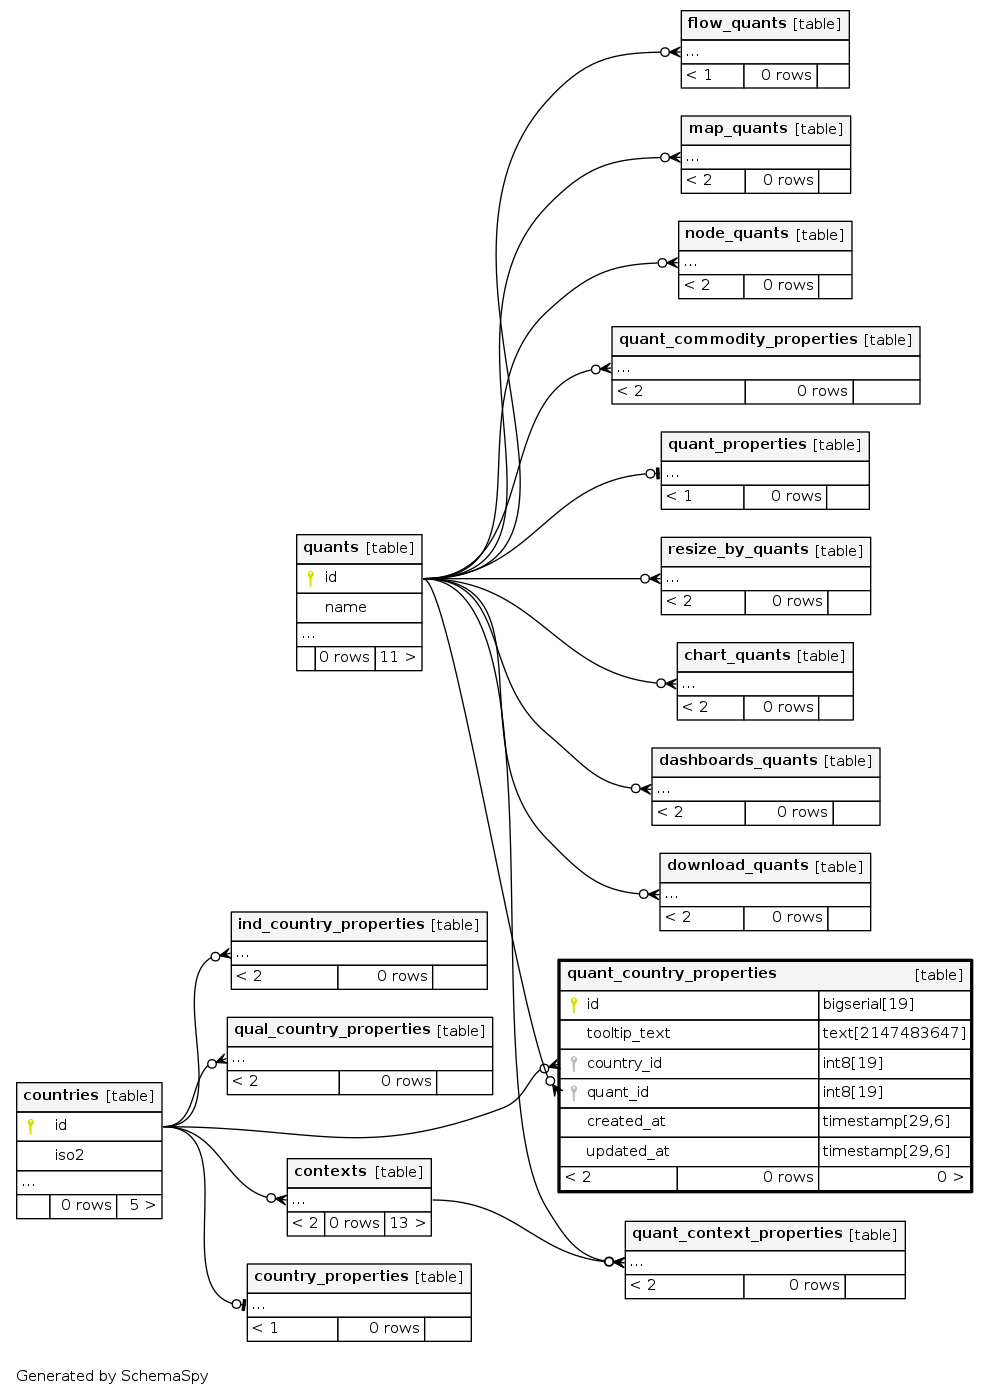 flow_quants [table]
...
< 1 0 rows
map_quants [table]
...
< 2 0 rows
node_quants [table]
...
< 2 0 rows
quant_commodity_properties [table]
...
< 2 0 rows
quant_properties [table]
...
< 1 0 rows
quants [table]
id
name
...
0 rows 11 >
resize_by_quants [table]
...
< 2 0 rows
chart_quants [table]
...
< 2 0 rows
dashboards_quants [table]
...
< 2 0 rows
download_quants [table]
...
< 2 0 rows
ind_country_properties [table]
...
< 2 0 rows
quant_country_properties [table]
id bigserial[19]
tooltip_text text[2147483647]
country_id int8[19]
quant_id int8[19]
created_at timestamp[29,6]
updated_at timestamp[29,6]
< 2 0 rows 0 >
qual_country_properties [table]
...
< 2 0 rows
countries [table]
id
iso2
...
0 rows 5 >
contexts [table]
...
< 2 0 rows 13 >
quant_context_properties [table]
...
< 2 0 rows
country_properties [table]
...
< 1 0 rows
Generated by SchemaSpy